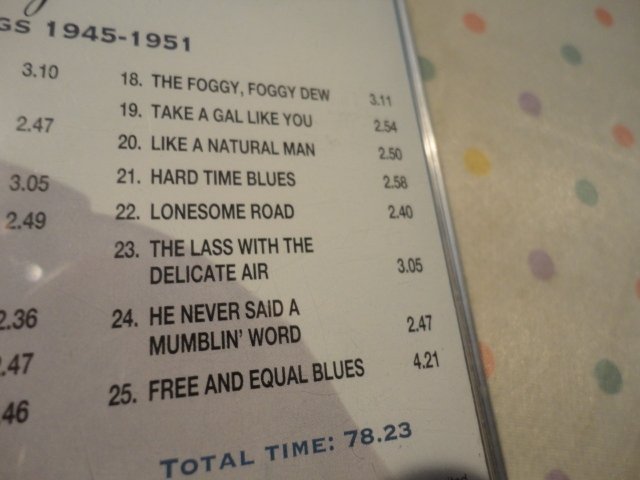 GS 1945-1951
3.10
2.47
3.05
2.49
2.36
.47
46
18. THE FOGGY, FOGGY DEW 3.11
19. TAKE A GAL LIKE YOU 2.54
20. LIKE A NATURAL MAN 2.50
21. HARD TIME BLUES 2.58
22. LONESOME ROAD 2.40
23. THE LASS WITH THE
DELICATE AIR 3.05
24. HE NEVER SAID A
MUMBLIN' WORD 2.47
25. FREE AND EQUAL BLUES 4.21
TOTAL TIME: 78.23